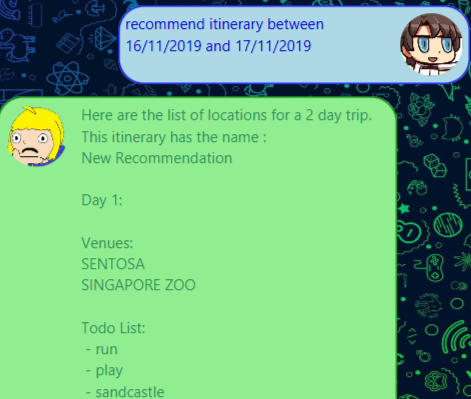 recommend itinerary between
16/11/2019 and 17/11/2019
Here are the list of locations for a 2 day trip.
This itinerary has the name :
New Recommendation
Day 1:
Venues:
SENTOSA
SINGAPORE ZOO
Todo List:
- run
- play
- sandcastle